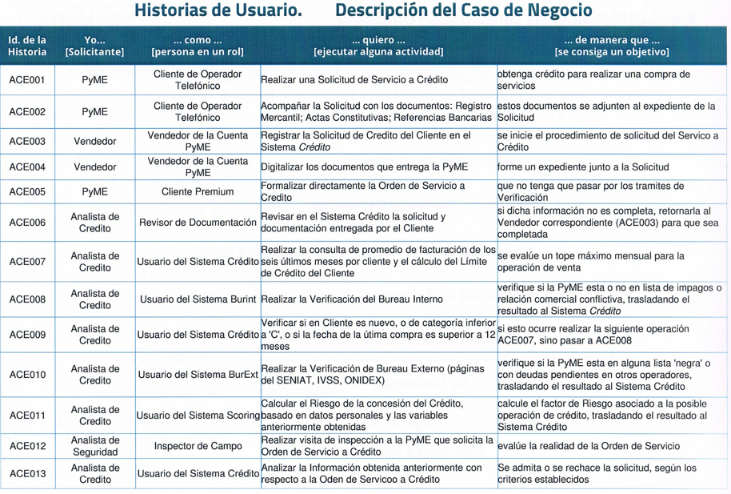 Historias de Usuario. Descripción del Caso de Negocio
Id. de la Historia | Yo... [Solicitante] | ... como ... [persona en un rol] | ... quiero ... [ejecutar alguna actividad] | ... de manera que ... [se consiga un objetivo]
ACE001 | PyME | Cliente de Operador Telefónico | Realizar una Solicitud de Servicio a Crédito | obtenga crédito para realizar una compra de servicios
ACE002 | PyME | Cliente de Operador Telefónico | Acompañar la Solicitud con los documentos: Registro Mercantil; Actas Constitutivas; Referencias Bancarias | estos documentos se adjunten al expediente de la Solicitud
ACE003 | Vendedor | Vendedor de la Cuenta PyME | Registrar la Solicitud de Credito del Cliente en el Sistema Crédito | se inicie el procedimiento de solicitud del Servico a Crédito
ACE004 | Vendedor | Vendedor de la Cuenta PyME | Digitalizar los documentos que entrega la PyME | forme un expediente junto a la Solicitud
ACE005 | PyME | Cliente Premium | Formalizar directamente la Orden de Servicio a Credito | que no tenga que pasar por los tramites de Verificación
ACE006 | Analista de Credito | Revisor de Documentación | Revisar en el Sistema Crédito la solicitud y documentación entregada por el Cliente | si dicha información no es completa, retornarla al Vendedor correspondiente (ACE003) para que sea completada
ACE007 | Analista de Credito | Usuario del Sistema Crédito | Realizar la consulta de promedio de facturación de los seis últimos meses por cliente y el cálculo del Límite de Crédito del Cliente | se evalúe un tope máximo mensual para la operación de venta
ACE008 | Analista de Credito | Usuario del Sistema Burint | Realizar la Verificación del Bureau Interno | verifique si la PyME esta o no en lista de impagos o relación comercial conflictiva, trasladando el resultado al Sistema Crédito
ACE009 | Analista de Credito | Usuario del Sistema Crédito | Verificar si en Cliente es nuevo, o de categoría inferior a 'C', o si la fecha de la útima compra es superior a 12 meses | si esto ocurre realizar la siguiente operación ACE007, sino pasar a ACE008
ACE010 | Analista de Credito | Usuario del Sistema BurExt | Realizar la Verificación de Bureau Externo (páginas del SENIAT, IVSS, ONIDEX) | verifique si la PyME esta en alguna lista 'negra' o con deudas pendientes en otros operadores, trasladando el resultado al Sistema Crédito
ACE011 | Analista de Credito | Usuario del Sistema Scoring | Calcular el Riesgo de la concesión del Crédito, basado en datos personales y las variables anteriormente obtenidas | calcule el factor de Riesgo asociado a la posible operación de crédito, trasladando el resultado al Sistema Crédito
ACE012 | Analista de Seguridad | Inspector de Campo | Realizar visita de inspección a la PyME que solicita la Orden de Servicio a Crédito | evalúe la realidad de la Orden de Servicio
ACE013 | Analista de Credito | Usuario del Sistema Crédito | Analizar la Información obtenida anteriormente con respecto a la Oden de Servicoo a Crédito | Se admita o se rechace la solicitud, según los criterios establecidos